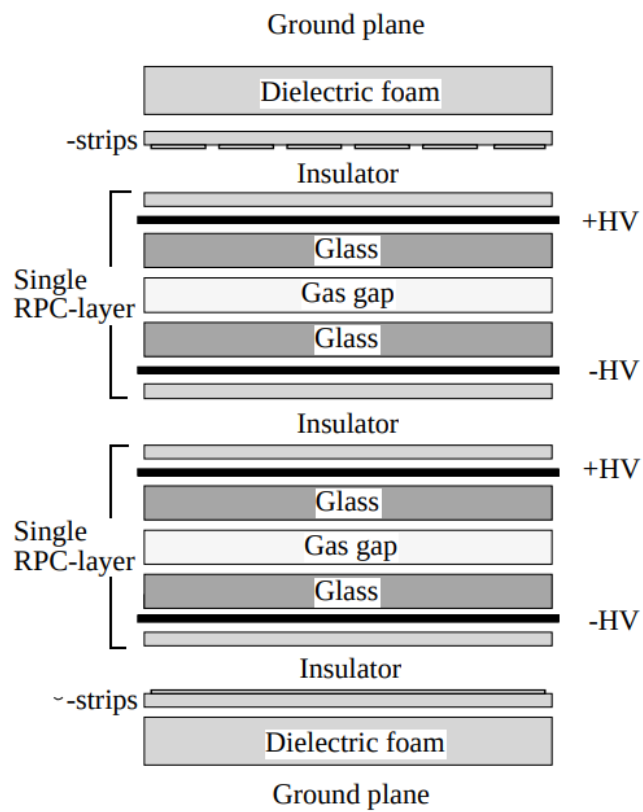 Ground plane
Dielectric foam
-strips
Insulator
+HV
Glass
Single
RPC-layer
Gas gap
Glass
-HV
Insulator
+HV
Glass
Single
RPC-layer
Gas gap
Glass
-HV
Insulator
-strips
Dielectric foam
Ground plane